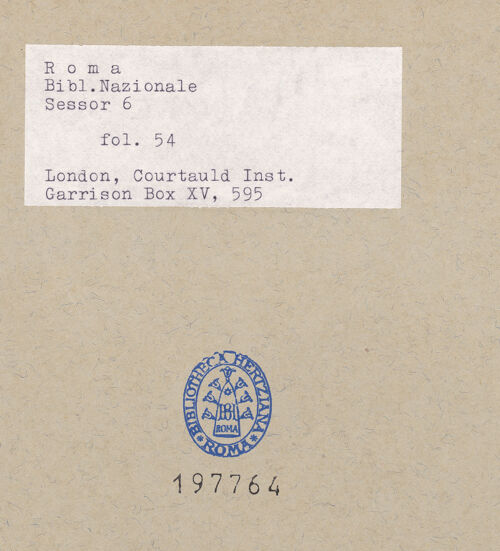 R o m a
Bibl.Nazionale
Sessor 6
fol. 54
London, Courtauld Inst.
Garrison Box XV, 595
BIBLIOTHECA HERTZIANA
ROMA
ROMA
197764